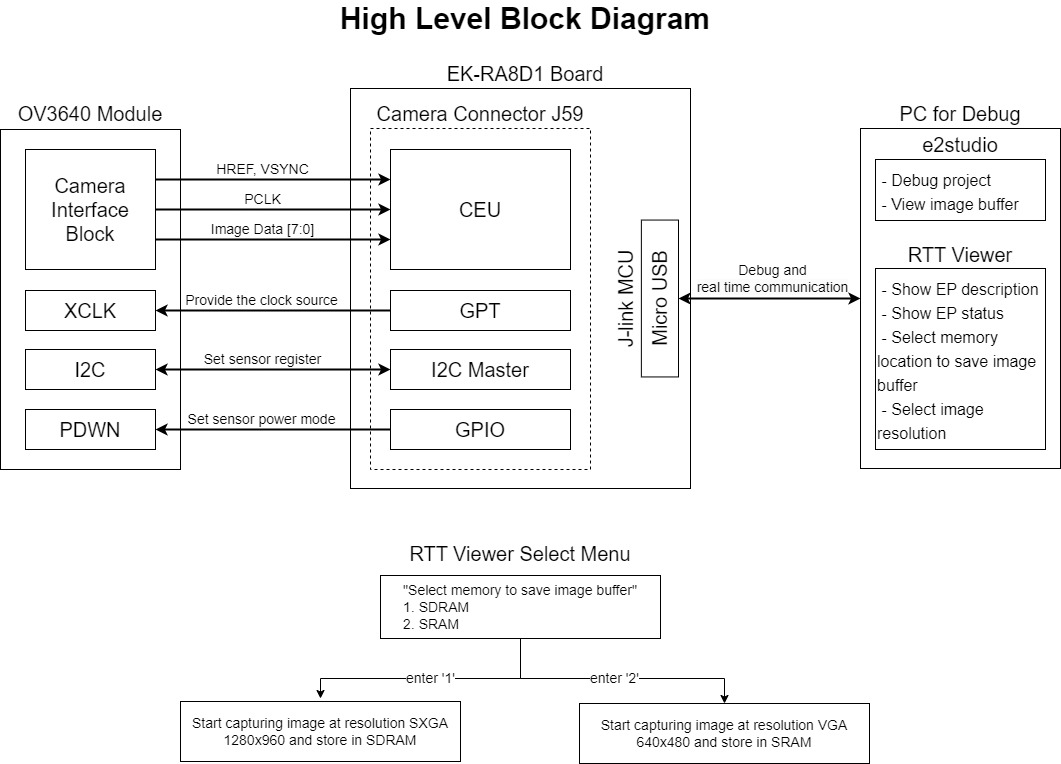 High Level Block Diagram
EK-RA8D1 Board
OV3640 Module
Camera Connector J59
PC for Debug
e2studio
Camera
Interface
Block
HREF, VSYNC
PCLK
Image Data [7:0]
CEU
- Debug project
- View image buffer
XCLK
Provide the clock source
GPT
I2C
Set sensor register
I2C Master
PDWN
Set sensor power mode
GPIO
J-link MCU
Micro USB
Debug and
real time communication
RTT Viewer
- Show EP description
- Show EP status
- Select memory
location to save image
buffer
- Select image
resolution
RTT Viewer Select Menu
"Select memory to save image buffer"
1. SDRAM
2. SRAM
enter '1'
enter '2'
Start capturing image at resolution SXGA
1280x960 and store in SDRAM
Start capturing image at resolution VGA
640x480 and store in SRAM